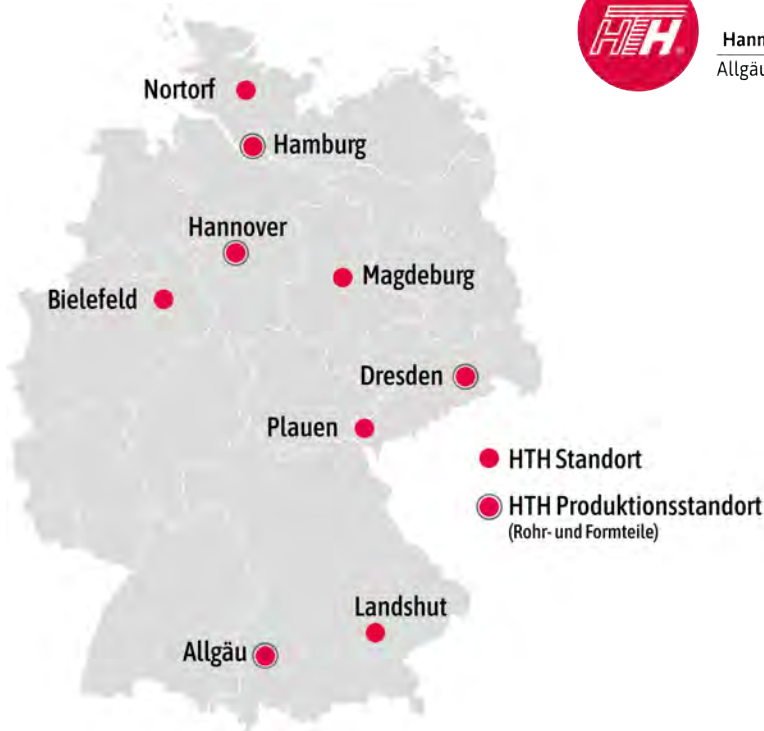 HTH
Hann
Allgäu
Nortorf
Hamburg
Hannover
Magdeburg
Bielefeld
Dresden
Plauen
HTH Standort
HTH Produktionsstandort
(Rohr- und Formteile)
Landshut
Allgäu